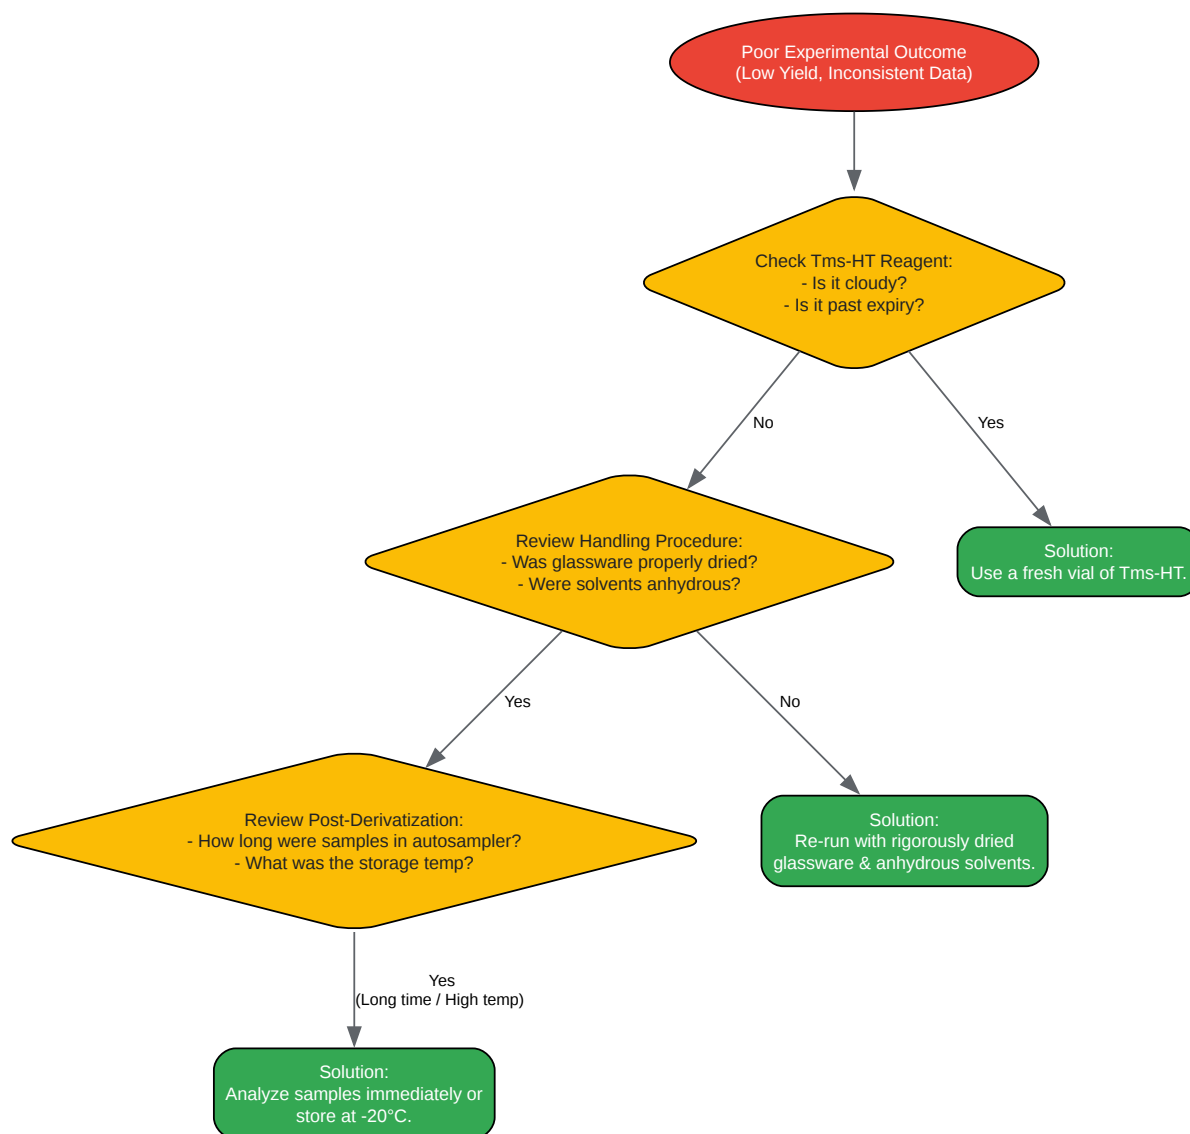 Poor Experimental Outcome
(Low Yield, Inconsistent Data)
Check Tms-HT Reagent:
- Is it cloudy?
- Is it past expiry?
No
Yes
Review Handling Procedure:
- Was glassware properly dried?
- Were solvents anhydrous?
Solution:
Use a fresh vial of Tms-HT.
Yes
No
Review Post-Derivatization:
- How long were samples in autosampler?
- What was the storage temp?
Solution:
Re-run with rigorously dried
glassware & anhydrous solvents.
Yes
(Long time / High temp)
Solution:
Analyze samples immediately or
store at -20°C.